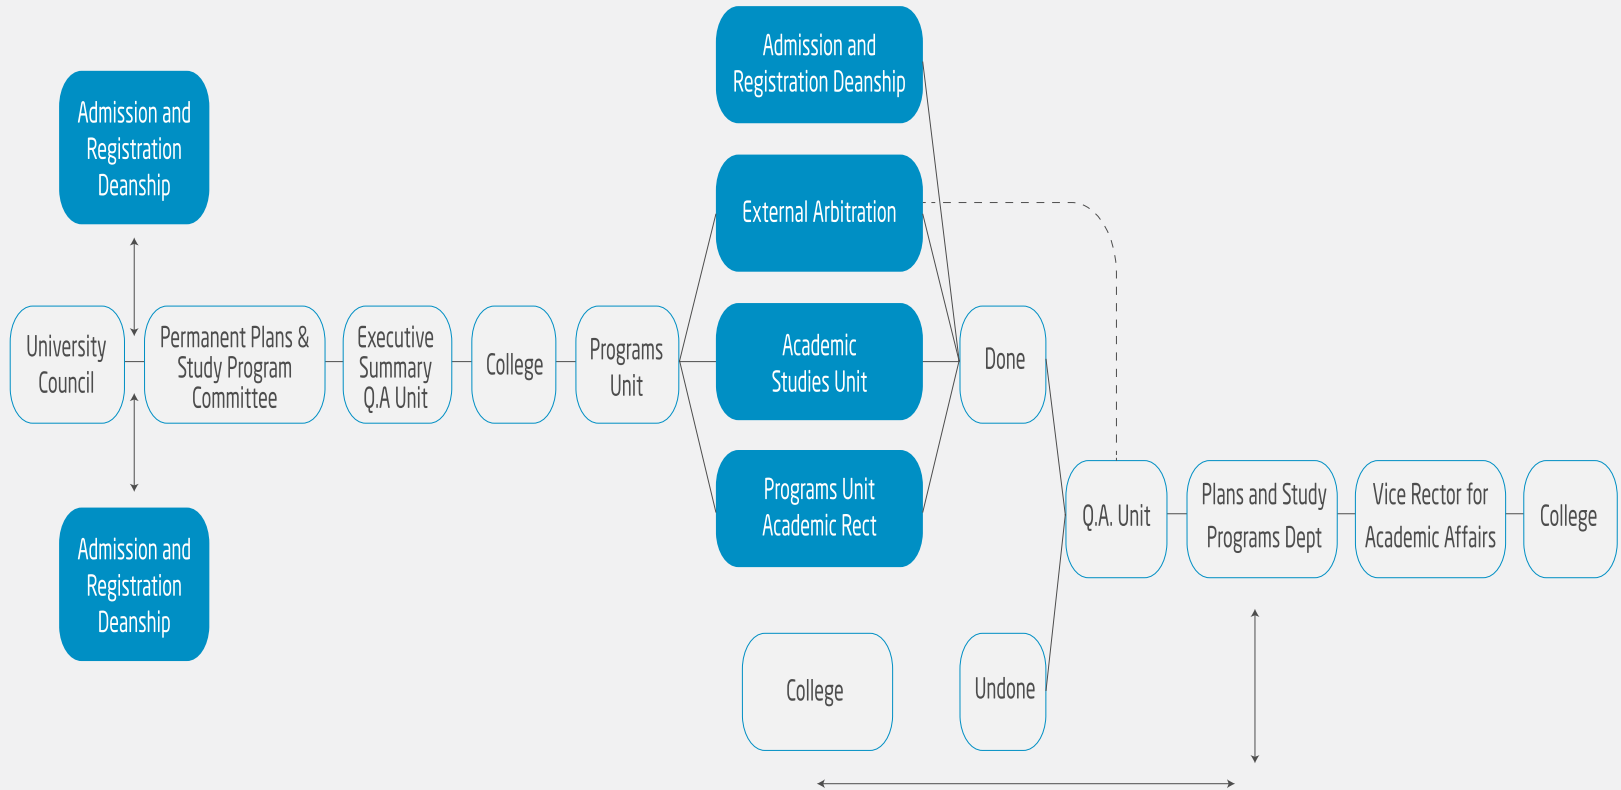 Admission and
Registration Deanship
Admission and
Registration
Deanship
External Arbitration
University
Council
Permanent Plans &
Study Program
Committee
Executive
Summary
Q.A Unit
College
Programs
Unit
Academic
Studies Unit
Done
Programs Unit
Academic Rect
Q.A. Unit
Plans and Study
Programs Dept
Vice Rector for
Academic Affairs
College
Admission and
Registration
Deanship
College
Undone